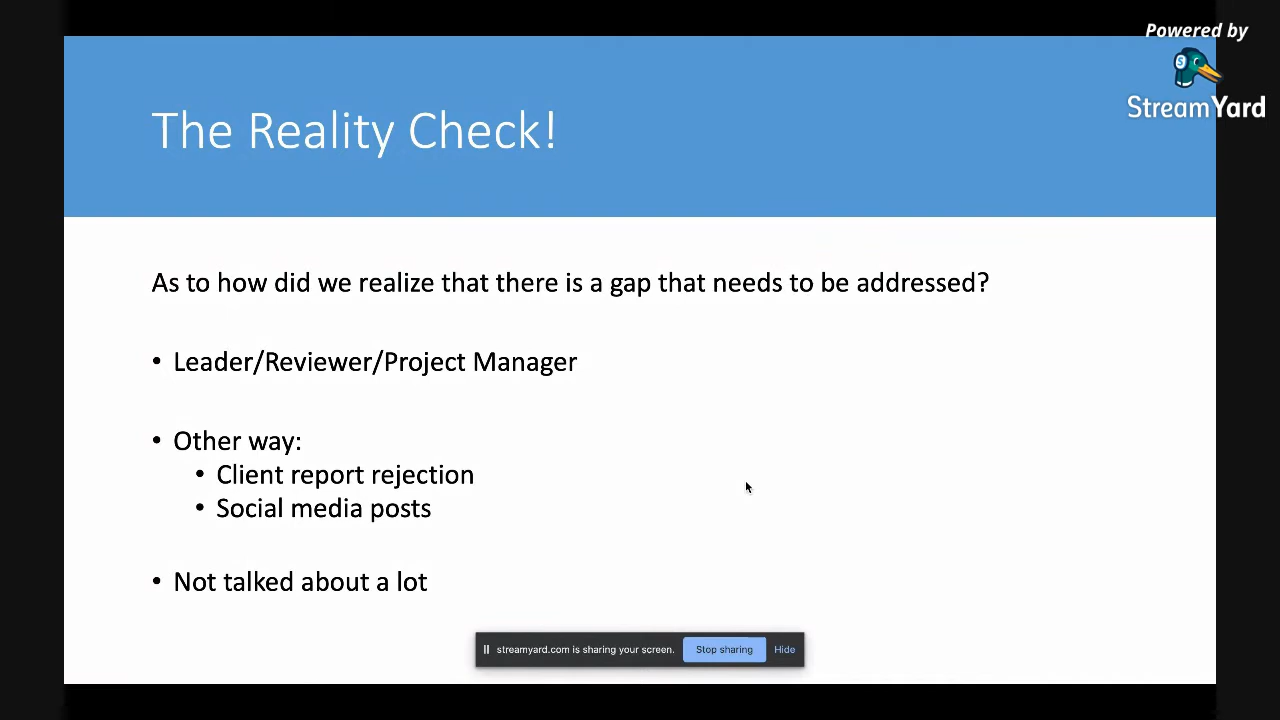 Powered by
StreamYard
The Reality Check!
As to how did we realize that there is a gap that needs to be addressed?
• Leader/Reviewer/Project Manager
• Other way:
• Client report rejection
• Social media posts
• Not talked about a lot
streamyard.com is sharing your screen. Stop sharing Hide